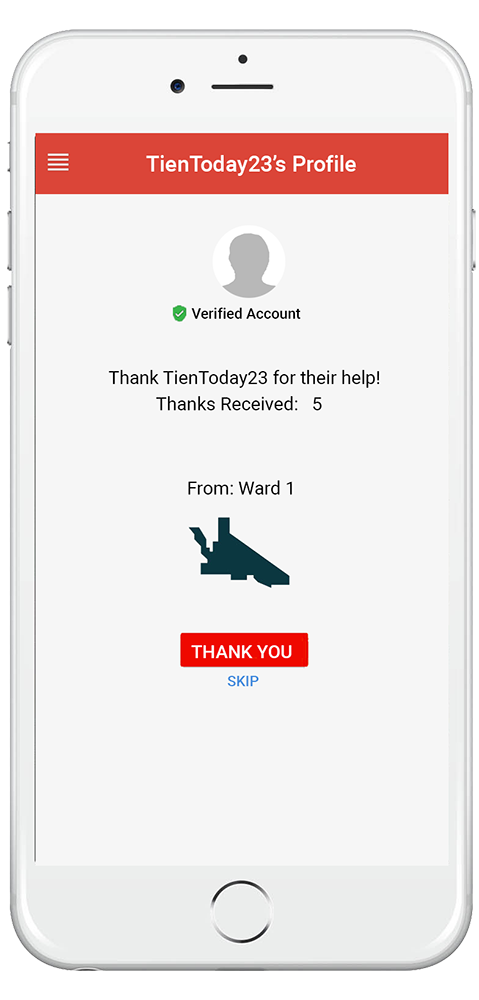 TienToday23’s Profile
Verified Account
Thank TienToday23 for their help!
Thanks Received: 5
From: Ward 1
THANK YOU
SKIP